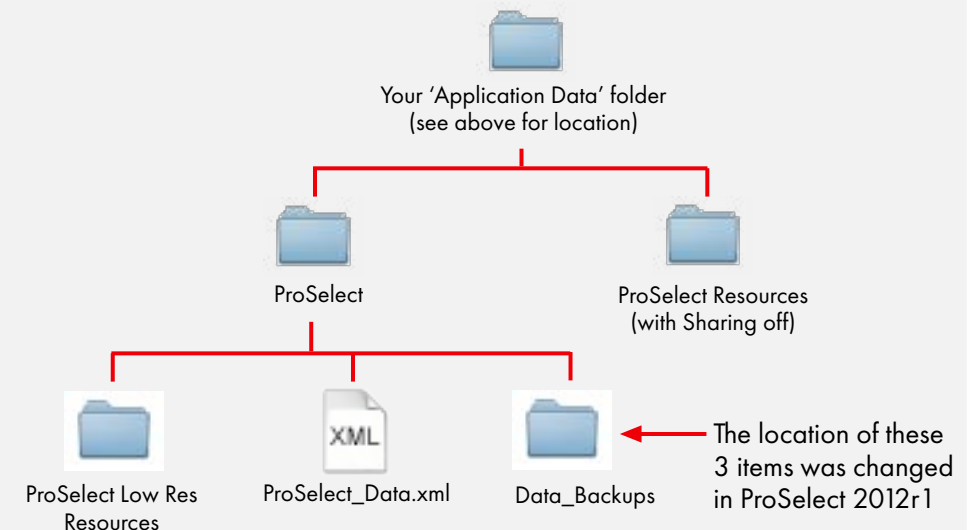 Your ‘Application Data’ folder
(see above for location)
ProSelect
ProSelect Resources
(with Sharing off)
XML
ProSelect Low Res
Resources
ProSelect_Data.xml
Data_Backups
The location of these
3 items was changed
in ProSelect 2012r1